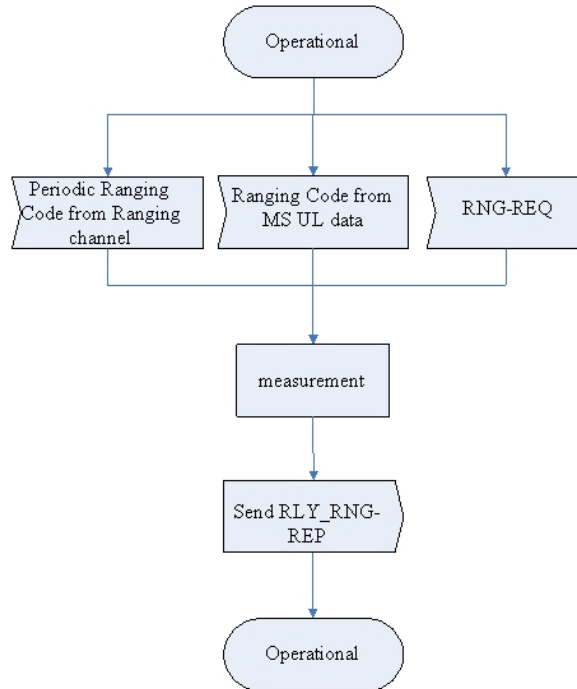 Operational
Periodic Ranging
Code from Ranging
channel
Ranging Code from
MS UL data
RNG-REQ
measurement
Send RLY_RNG-
REP
Operational